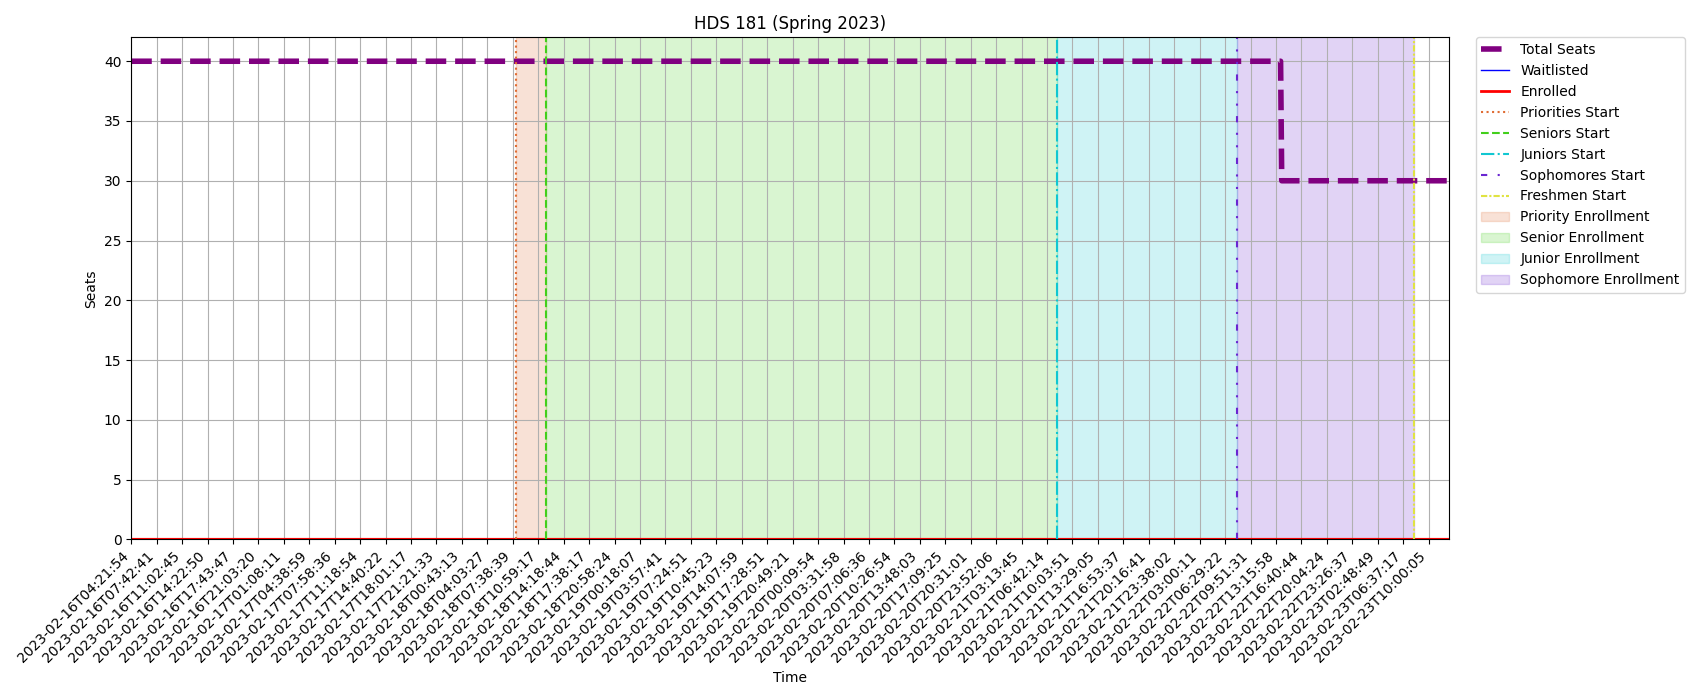 HDS 181 (Spring 2023)
Total Seats
Waitlisted
Enrolled
Priorities Start
Seniors Start
Juniors Start
Sophomores Start
Freshmen Start
Priority Enrollment
Senior Enrollment
Junior Enrollment
Sophomore Enrollment
Seats
40
35
30
25
20
15
10
5
0
2023-02-16T04:21:54
2023-02-16T07:42:41
2023-02-16T11:02:45
2023-02-16T14:22:50
2023-02-16T17:43:47
2023-02-16T21:03:20
2023-02-17T01:08:11
2023-02-17T04:38:59
2023-02-17T07:58:36
2023-02-17T11:18:54
2023-02-17T14:40:22
2023-02-17T18:01:17
2023-02-17T21:21:33
2023-02-18T00:43:13
2023-02-18T04:03:27
2023-02-18T07:38:39
2023-02-18T10:59:17
2023-02-18T14:18:44
2023-02-18T17:38:17
2023-02-18T20:58:24
2023-02-19T00:18:07
2023-02-19T03:57:41
2023-02-19T07:24:51
2023-02-19T10:45:23
2023-02-19T14:07:59
2023-02-19T17:28:51
2023-02-19T20:49:21
2023-02-20T00:09:54
2023-02-20T03:31:58
2023-02-20T07:06:36
2023-02-20T10:26:54
2023-02-20T13:48:03
2023-02-20T17:09:25
2023-02-20T20:31:01
2023-02-20T23:52:06
2023-02-21T03:13:45
2023-02-21T06:42:14
2023-02-21T10:03:51
2023-02-21T13:29:05
2023-02-21T16:53:37
2023-02-21T20:16:41
2023-02-21T23:38:02
2023-02-22T03:00:11
2023-02-22T06:29:22
2023-02-22T09:51:31
2023-02-22T13:15:58
2023-02-22T16:40:44
2023-02-22T20:04:24
2023-02-22T23:26:37
2023-02-23T02:48:49
2023-02-23T06:37:17
2023-02-23T10:00:05
Time